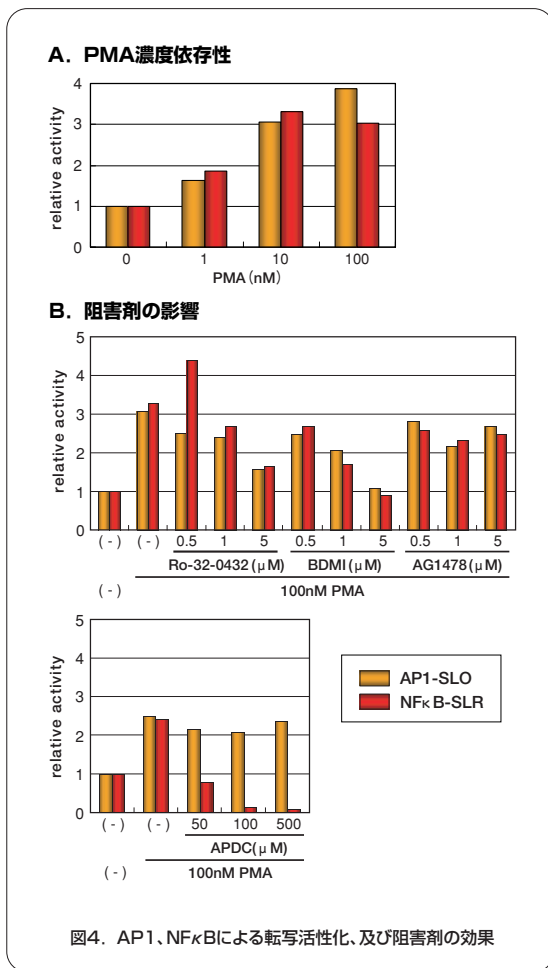 A. PMA濃度依存性
4
3
2
1
0
relative activity
0 1 10 100
PMA(nM)
B. 阻害剤の影響
5
4
3
2
1
0
relative activity
(-) (-) 0.5 1 5 0.5 1 5 0.5 1 5
Ro-32-0432(μM) BDMI(μM) AG1478(μM)
(-) 100nM PMA
5
4
3
2
1
0
relative activity
(-) (-) 50 100 500
APDC(μM)
(-) 100nM PMA
AP1-SLO
NFκB-SLR
図4. AP1、NFκBによる転写活性化、及び阻害剤の効果